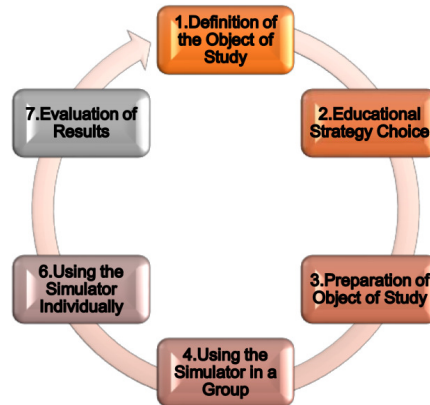 1.Definition of
the Object of
Study
2.Educational
Strategy Choice
3.Preparation of
Object of Study
4.Using the
Simulator in a
Group
6.Using the
Simulator
Individually
7.Evaluation of
Results